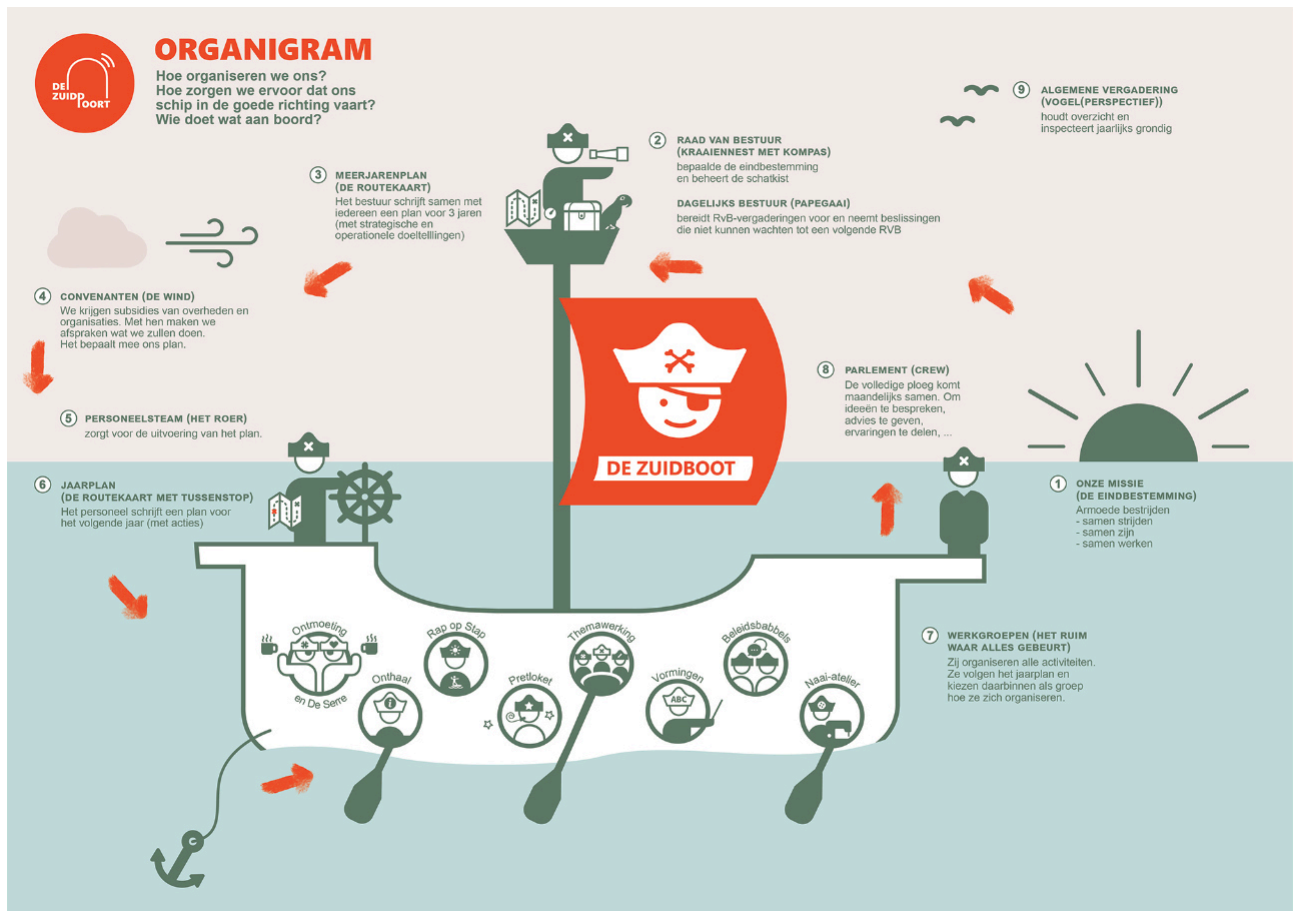 DE
ZUIDPOORT
ORGANIGRAM
Hoe organiseren we ons?
Hoe zorgen we ervoor dat ons
schip in de goede richting vaart?
Wie doet wat aan boord?
9 ALGEMENE VERGADERING
(VOGEL(PERSPECTIEF))
houdt overzicht en
inspecteert jaarlijks grondig
2 RAAD VAN BESTUUR
(KRAAIENNEST MET KOMPAS)
bepaalde de eindbestemming
en beheert de schatkist
DAGELIJKS BESTUUR (PAPEGAAI)
bereidt RvB-vergaderingen voor en neemt beslissingen
die niet kunnen wachten tot een volgende RVB
3 MEERJARENPLAN
(DE ROUTEKAART)
Het bestuur schrijft samen met
iedereen een plan voor 3 jaren
(met strategische en
operationele doeltelllingen)
4 CONVENANTEN (DE WIND)
We krijgen subsidies van overheden en
organisaties. Met hen maken we
afspraken wat we zullen doen.
Het bepaalt mee ons plan.
5 PERSONEELSTEAM (HET ROER)
zorgt voor de uitvoering van het plan.
6 JAARPLAN
(DE ROUTEKAART MET TUSSENSTOP)
Het personeel schrijft een plan voor
het volgende jaar (met acties)
DE ZUIDBOOT
8 PARLEMENT (CREW)
De volledige ploeg komt
maandelijks samen. Om
ideeën te bespreken,
advies te geven,
ervaringen te delen, ...
1 ONZE MISSIE
(DE EINDBESTEMMING)
Armoede bestrijden
- samen strijden
- samen zijn
- samen werken
7 WERKGROEPEN (HET RUIM
WAAR ALLES GEBEURT)
Zij organiseren alle activiteiten.
Ze volgen het jaarplan en
kiezen daarbinnen als groep
hoe ze zich organiseren.
Ontmoeting
en De Serre
Onthaal
i
Rap op Stap
Pretloket
Themawerking
Vormingen
ABC
Beleidsbabbels
Naai-atelier